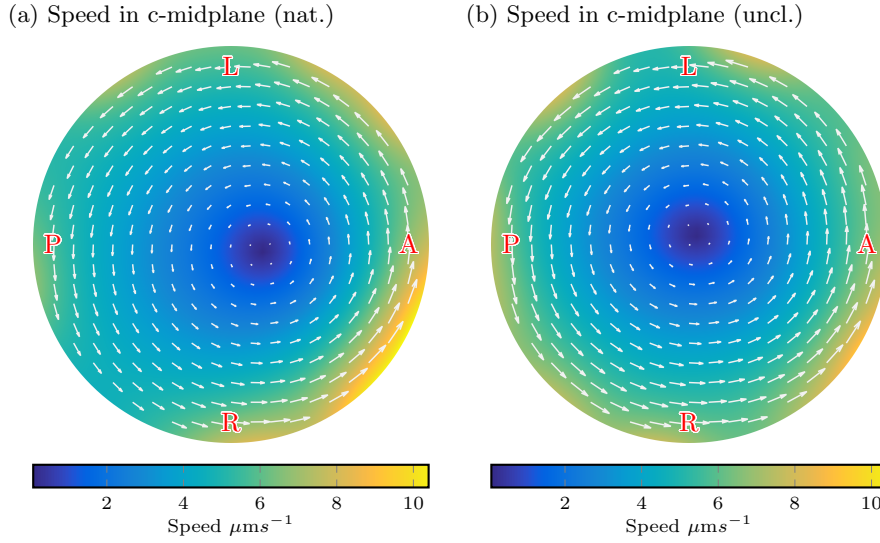 (a) Speed in c-midplane (nat.)
(b) Speed in c-midplane (uncl.)
L
P
A
R
L
P
A
R
2 4 6 8 10
Speed μms⁻¹
2 4 6 8 10
Speed μms⁻¹